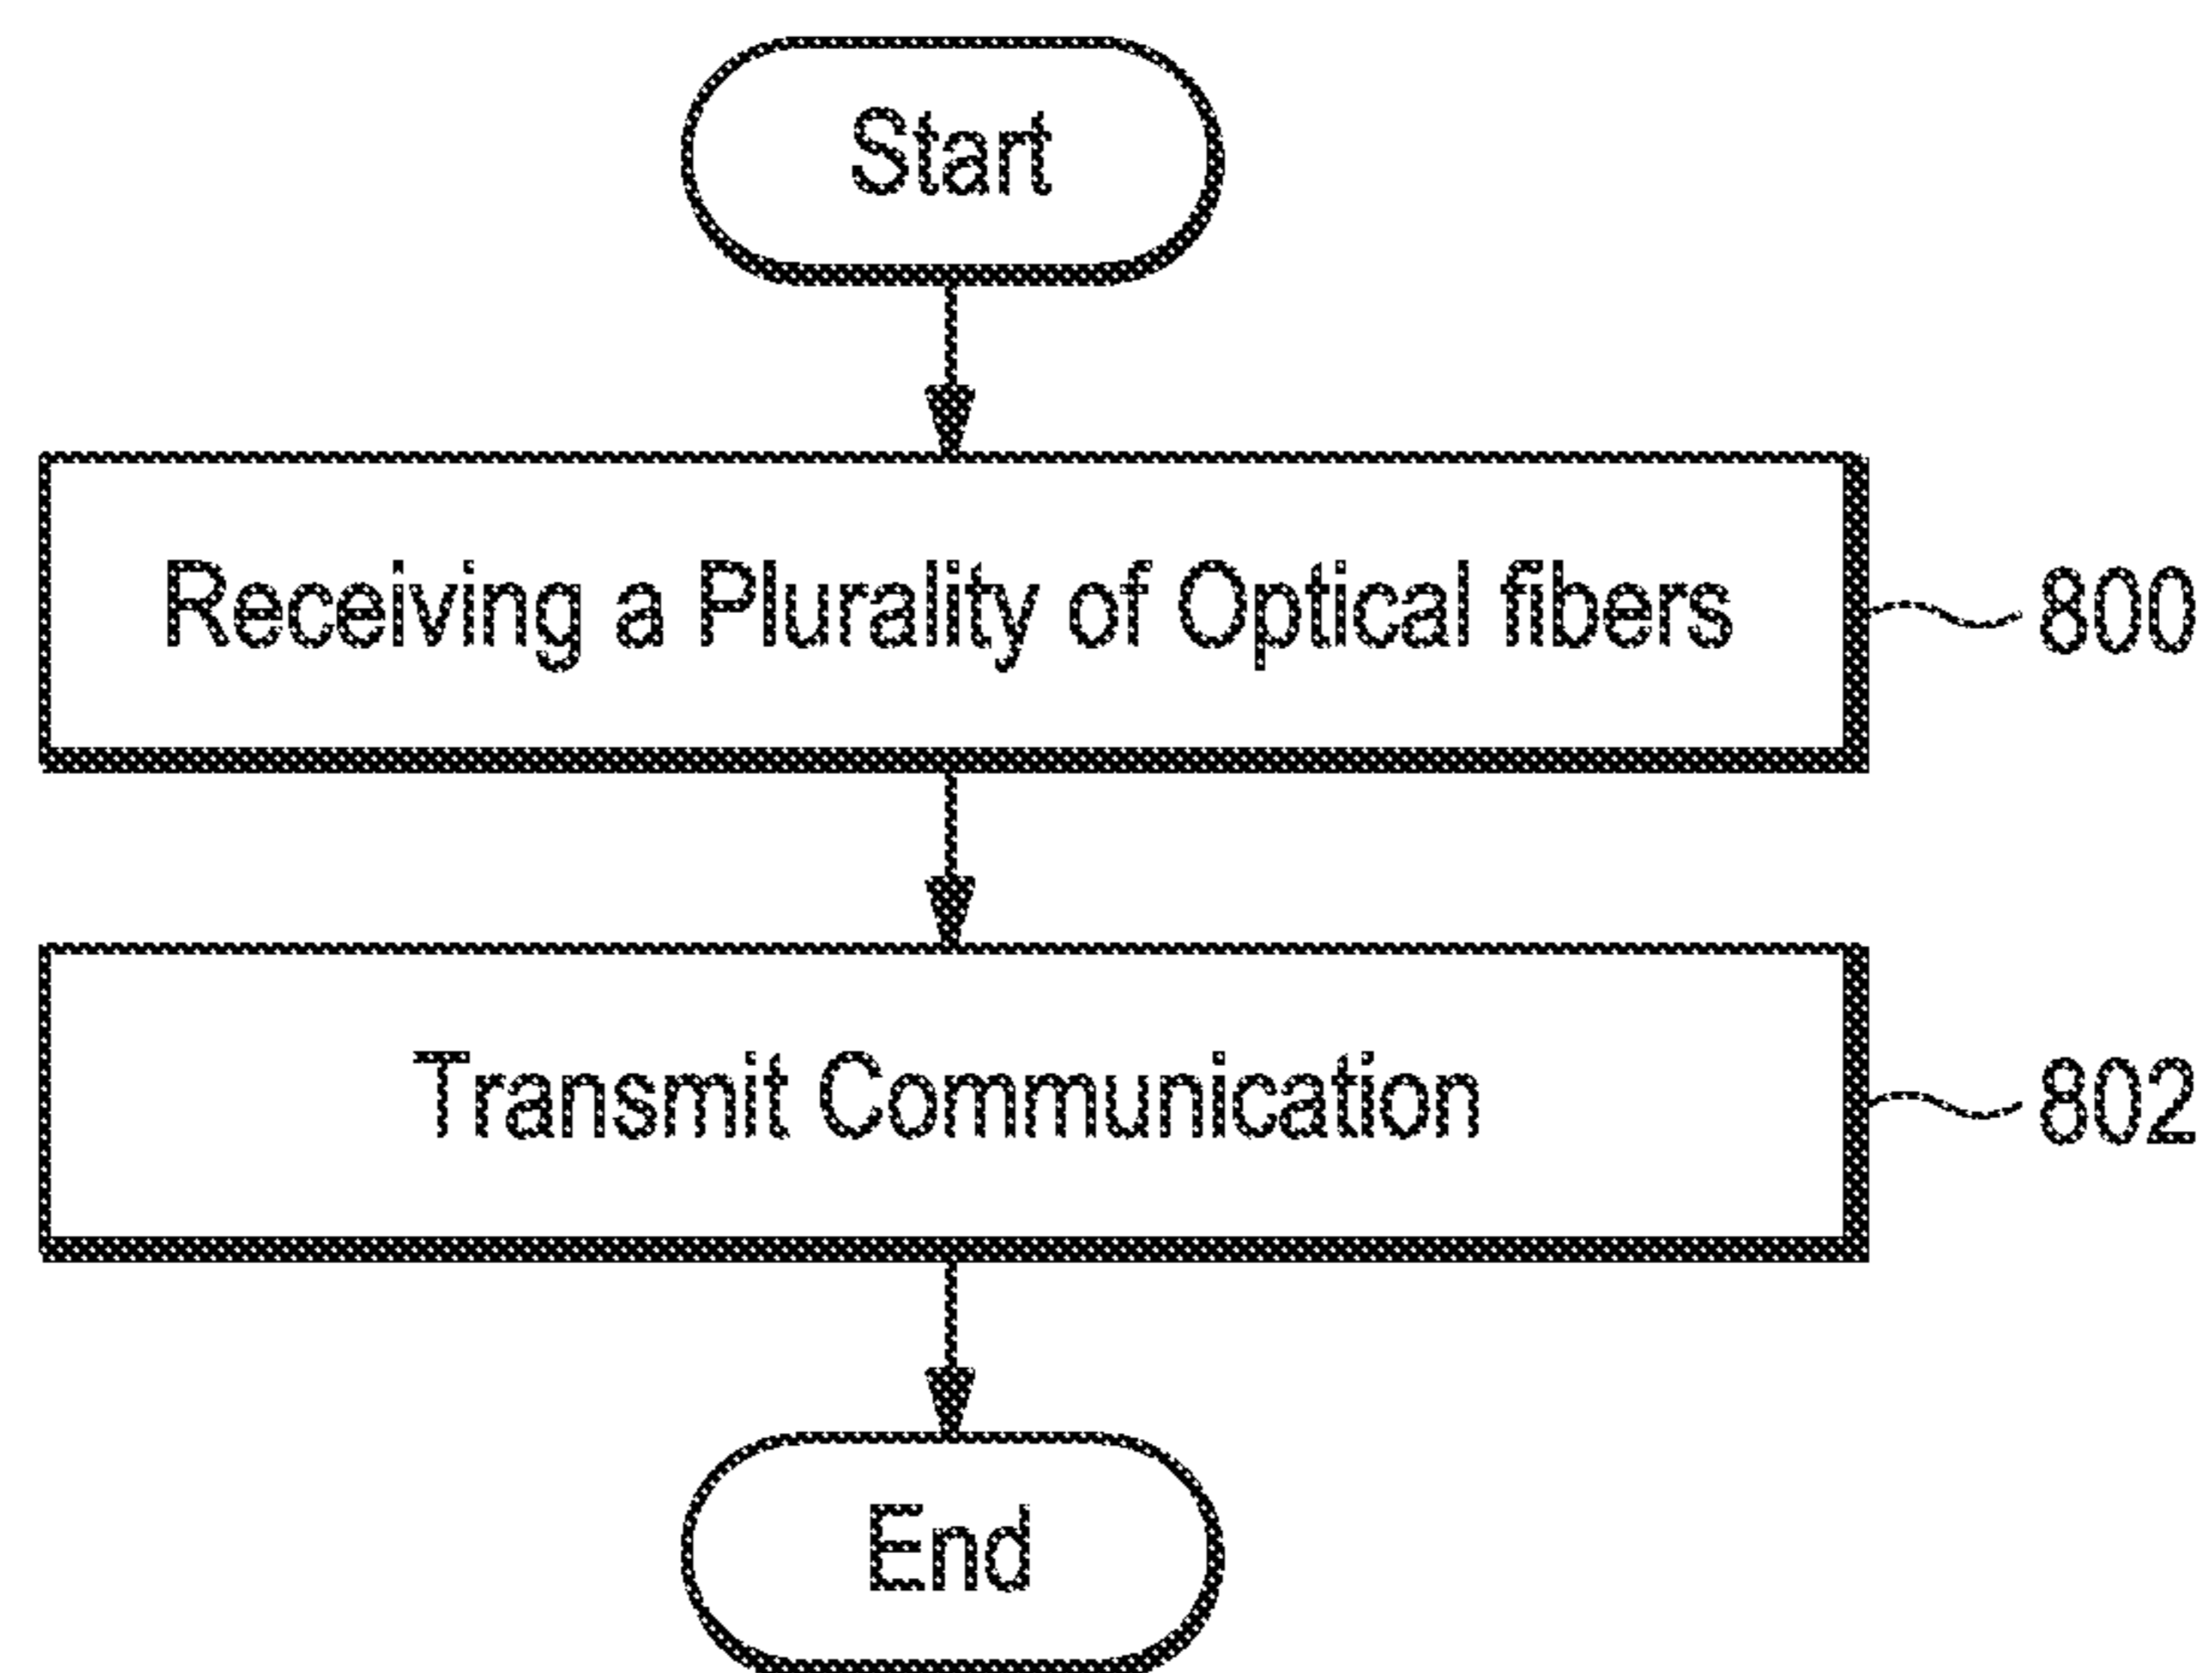 Start
Receiving a Plurality of Optical fibers
800
Transmit Communication
802
End